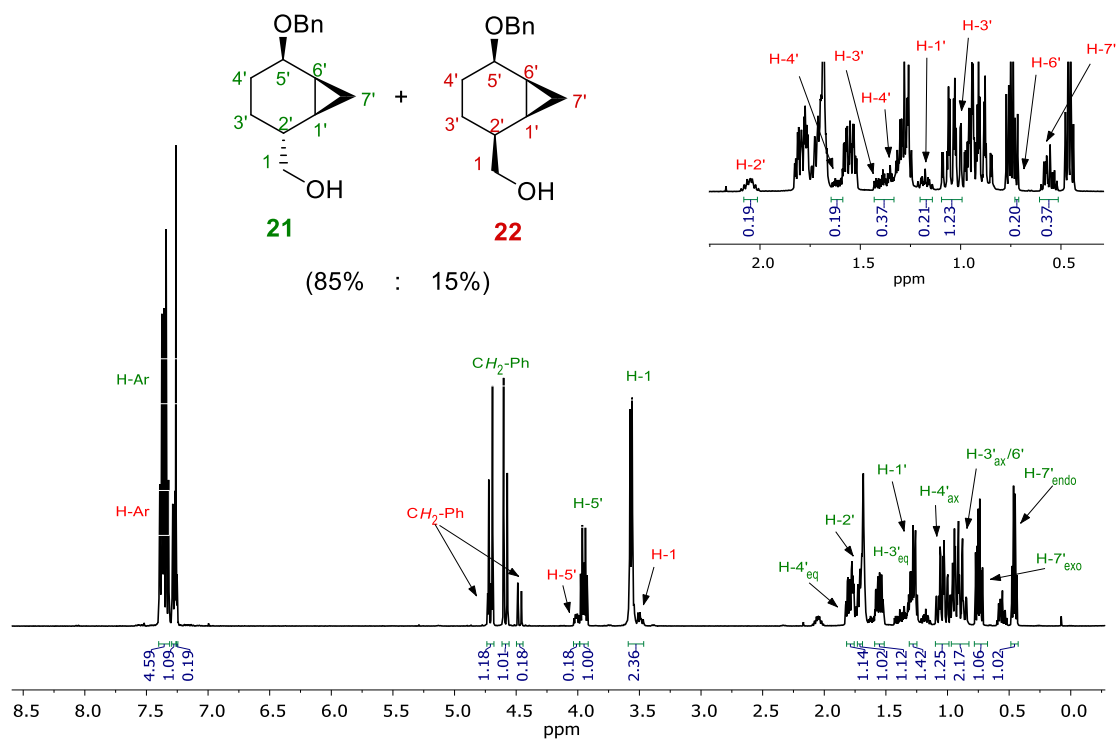 OBn
5'
4'
6'
7'
3'
2'
1'
1
OH
21
+
OBn
5'
4'
6'
7'
3'
2'
1'
1
OH
22
(85% : 15%)
H-2'
H-4'
H-3'
H-4'
H-1'
H-3'
H-6'
H-7'
0.19
0.19
0.37
0.21
1.23
0.20
0.37
2.0
1.5
1.0
0.5
ppm
H-Ar
H-Ar
CH2-Ph
CH2-Ph
H-5'
H-5'
H-1
H-1
H-4'eq
H-2'
H-3'eq
H-1'
H-4'ax
H-3'ax/6'
H-7'exo
H-7'endo
4.59
1.09
0.19
1.18
1.01
0.18
0.18
1.00
2.36
1.14
1.02
1.12
1.42
1.25
2.17
1.06
1.02
8.5
8.0
7.5
7.0
6.5
6.0
5.5
5.0
4.5
4.0
3.5
3.0
2.5
2.0
1.5
1.0
0.5
0.0
ppm